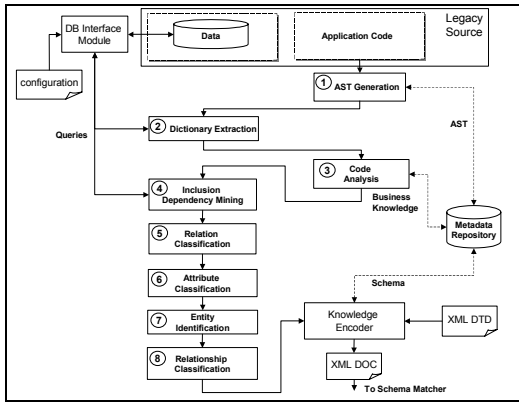 Legacy
Source
DB Interface
Module
Data
Application Code
configuration
1 AST Generation
AST
2 Dictionary Extraction
Queries
3 Code
Analysis
Business
Knowledge
4 Inclusion
Dependency Mining
Metadata
Repository
5 Relation
Classification
6 Attribute
Classification
Schema
7 Entity
Identification
Knowledge
Encoder
XML DTD
8 Relationship
Classification
XML DOC
To Schema Matcher